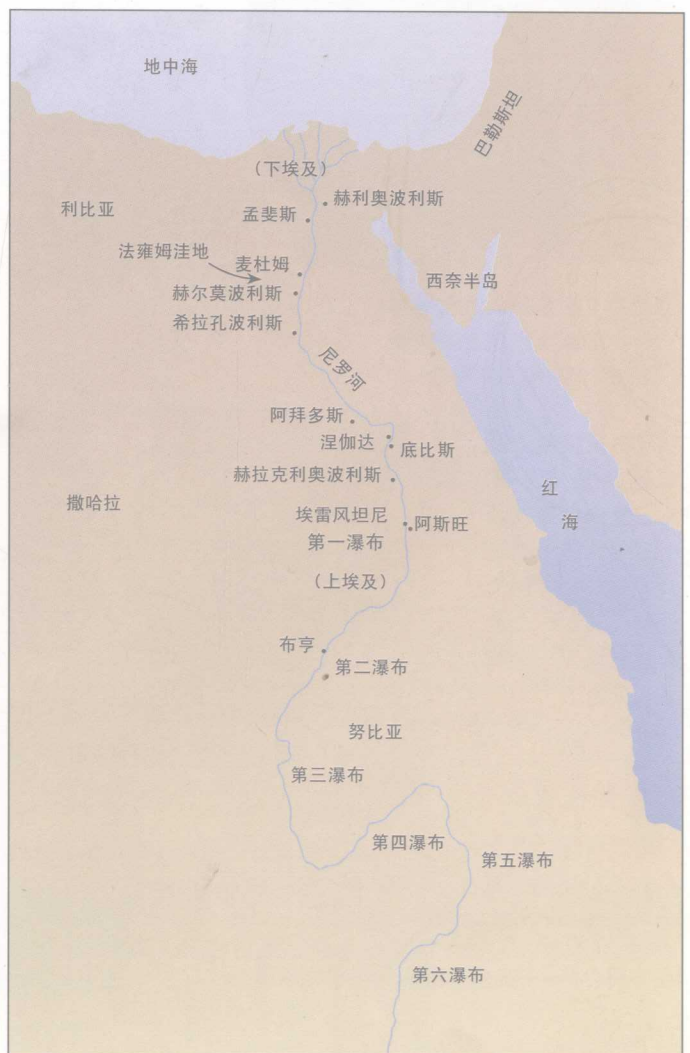 地中海
巴勒斯坦
（下埃及）
赫利奥波利斯
利比亚
孟斐斯
法雍姆洼地
麦杜姆
西奈半岛
赫尔莫波利斯
希拉孔波利斯
尼罗河
阿拜多斯
涅伽达
底比斯
赫拉克利奥波利斯
红
海
撒哈拉
埃雷风坦尼
阿斯旺
第一瀑布
（上埃及）
布亨
第二瀑布
努比亚
第三瀑布
第四瀑布
第五瀑布
第六瀑布